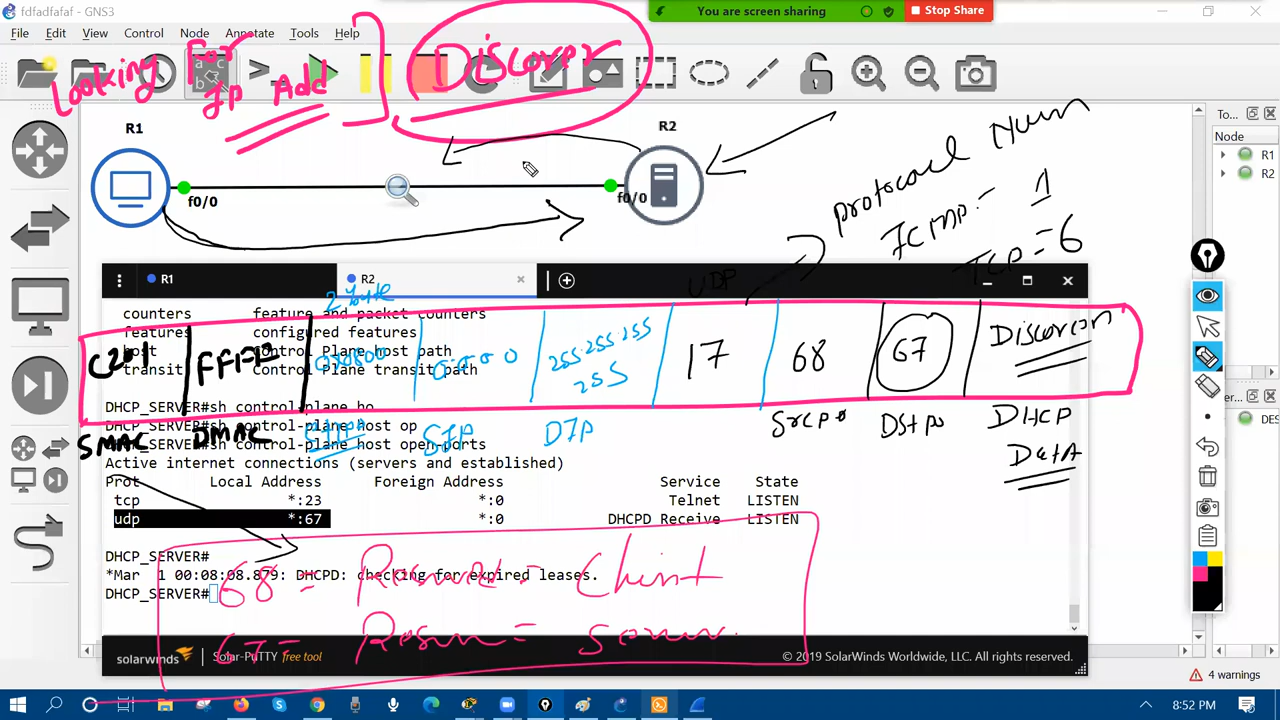 fdfadfafaf - GNS3
You are screen sharing
Stop Share
File Edit View Control Node Annotate Tools Help
Looking For
Ip Add
Discover
To...
Node
R1
R2
R1
R2
f0/0
f0/0
protocoal Num
ICMP = 1
TCP = 6
UDP
R1
R2
2 byte
counters feature and packet counters
features configured features
host Control Plane host path
transit Control Plane transit path
C201
FFFF
0X0800
0.0.0.0
255.255.255
255
17
68
67
Discover
DHCP_SERVER#sh control-plane ho
DHCP_SERVER#sh control-plane host op
DHCP_SERVER#sh control-plane host open-ports
SMAC
DMAC
SIP
DIP
SrcPo
DStpo
DHCP
DatA
Active internet connections (servers and established)
Prot Local Address Foreign Address Service State
tcp *:23 *:0 Telnet LISTEN
udp *:67 *:0 DHCPD Receive LISTEN
DHCP_SERVER#
*Mar 1 00:08:08.879: DHCPD: checking for expired leases.
DHCP_SERVER#
68 =
67 =
solarwinds Solar-PuTTY free tool
© 2019 SolarWinds Worldwide, LLC. All rights reserved.
4 warnings
8:52 PM